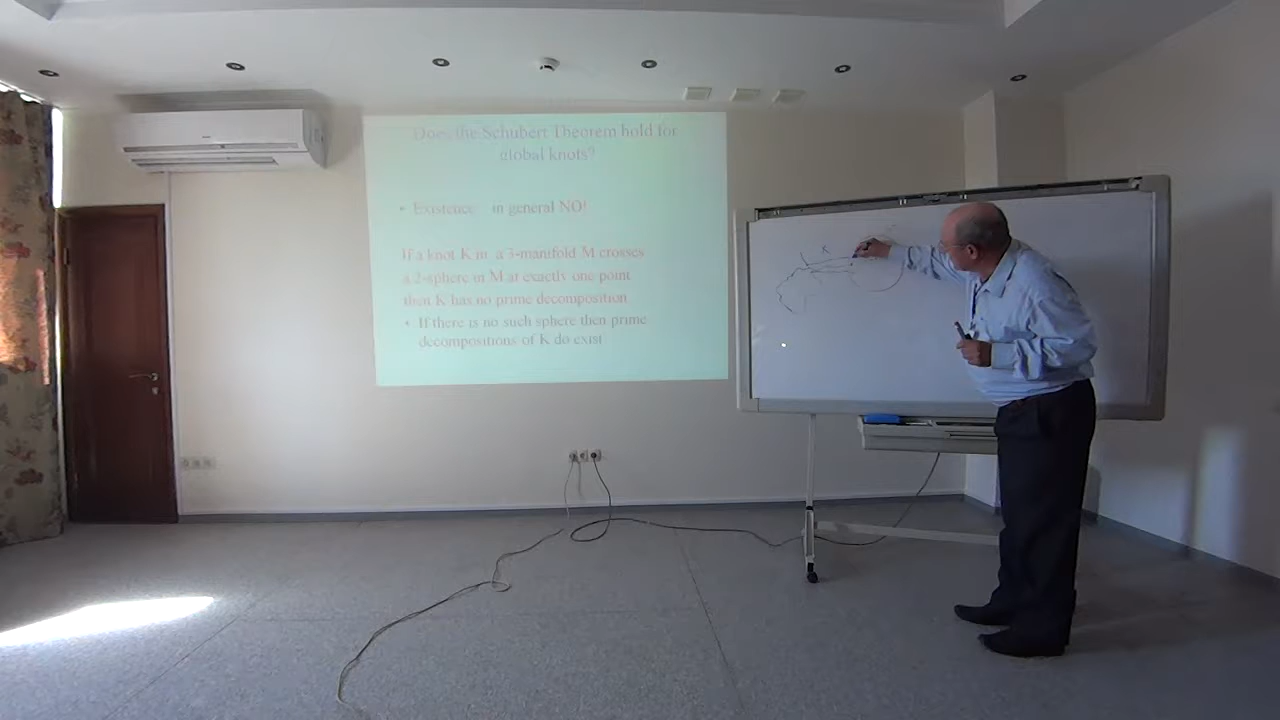 Does the Schubert Theorem hold for
global knots?
• Existence in general NO!
If a knot K in a 3-manifold M crosses
a 2-sphere in M at exactly one point
then K has no prime decomposition
• If there is no such sphere then prime
decompositions of K do exist
K